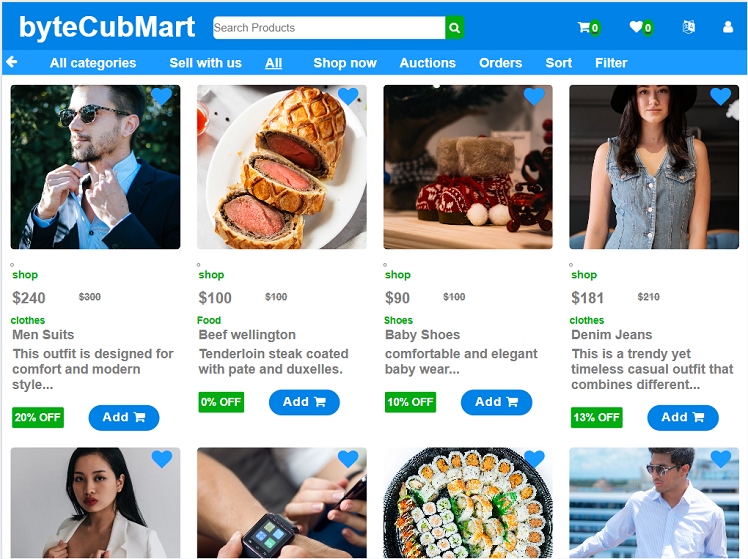 byteCubMart
Search Products
0
0
All categories Sell with us All Shop now Auctions Orders Sort Filter
shop
$240 $300
clothes
Men Suits
This outfit is designed for
comfort and modern
style...
20% OFF
Add
shop
$100 $100
Food
Beef wellington
Tenderloin steak coated
with pate and duxelles.
0% OFF
Add
shop
$90 $100
Shoes
Baby Shoes
comfortable and elegant
baby wear...
10% OFF
Add
shop
$181 $210
clothes
Denim Jeans
This is a trendy yet
timeless casual outfit that
combines different...
13% OFF
Add